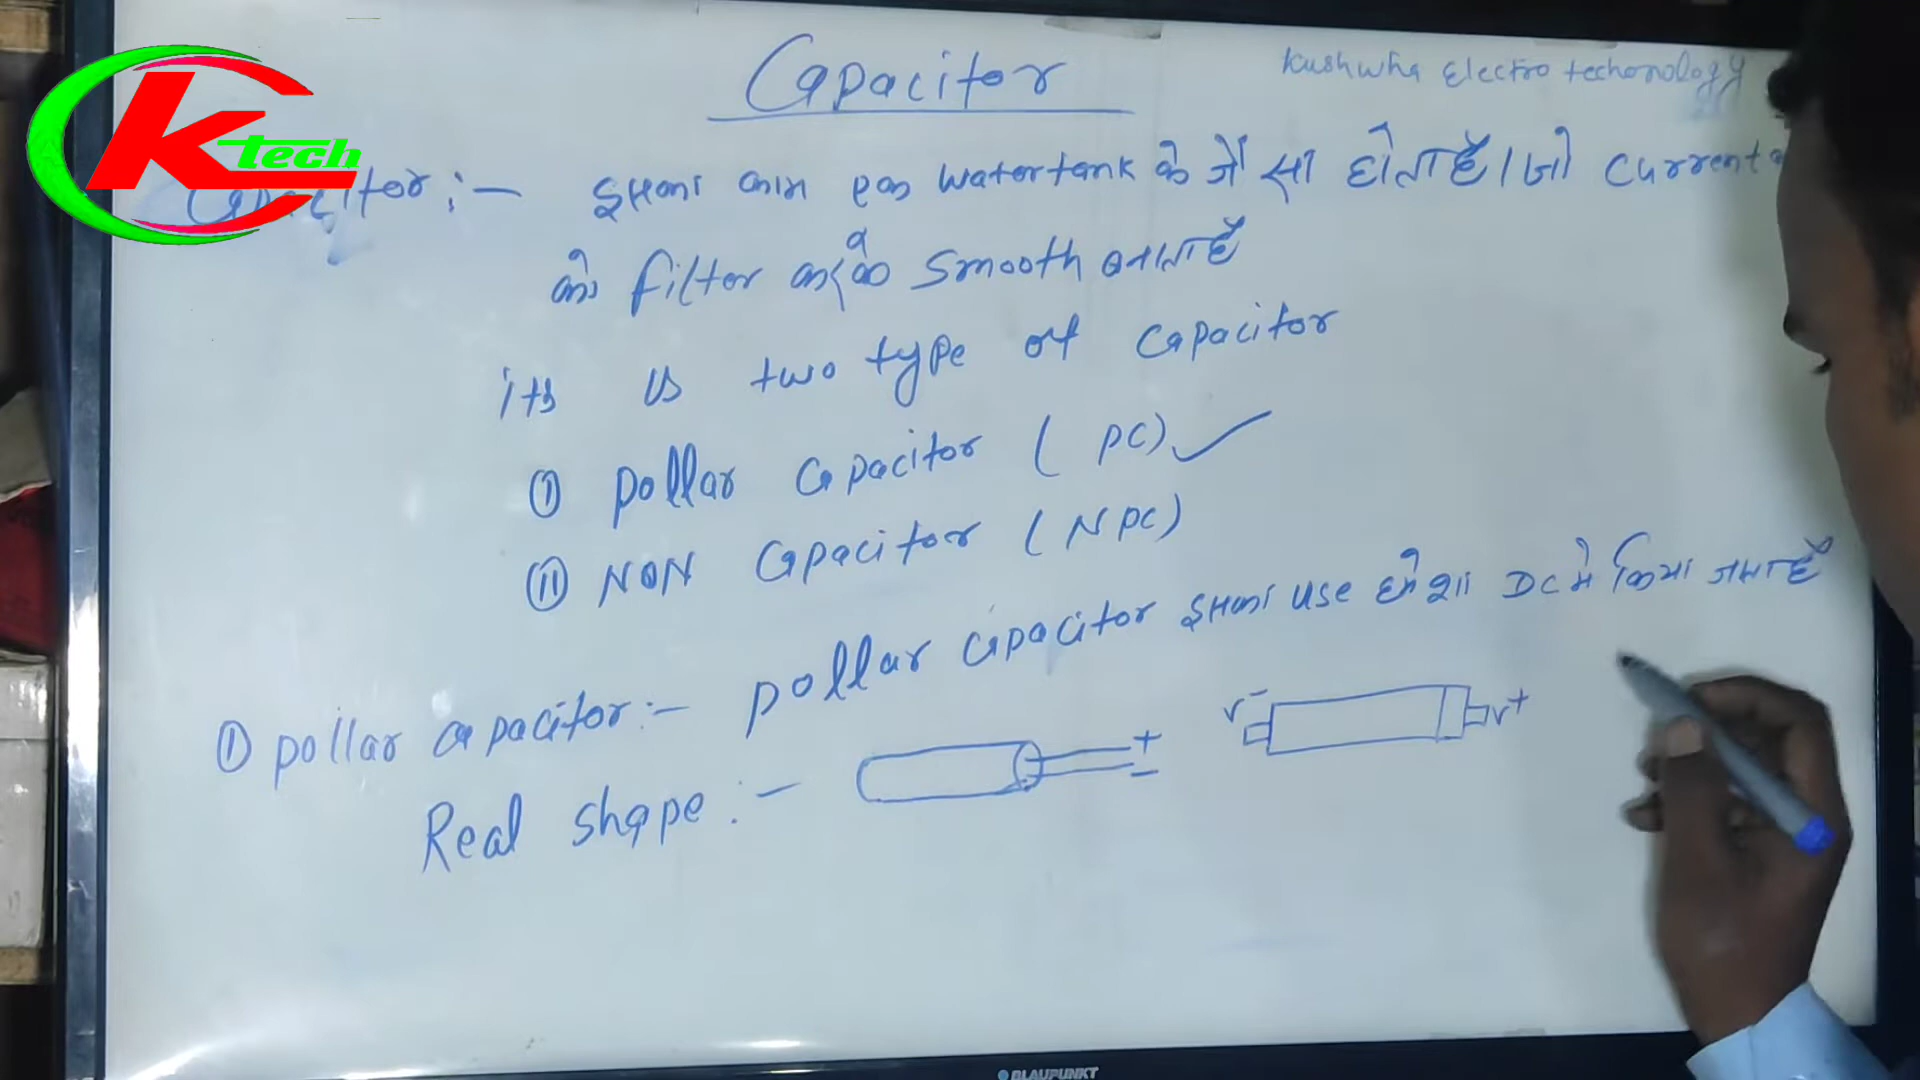 Capacitor
Kushwha Electro techonology
K tech
Capacitor :- इसका काम एक watertank के जैसा होता है। जो Current
को filter करके Smooth बनाता है
its is two type of capacitor
(I) pollar capacitor ( PC) ✓
(II) NON Capacitor ( NPC)
(I) pollar capacitor :- pollar capacitor इसका use हमेशा DC में किया जाता है
Real shape :- + - V- V+
BLAUPUNKT